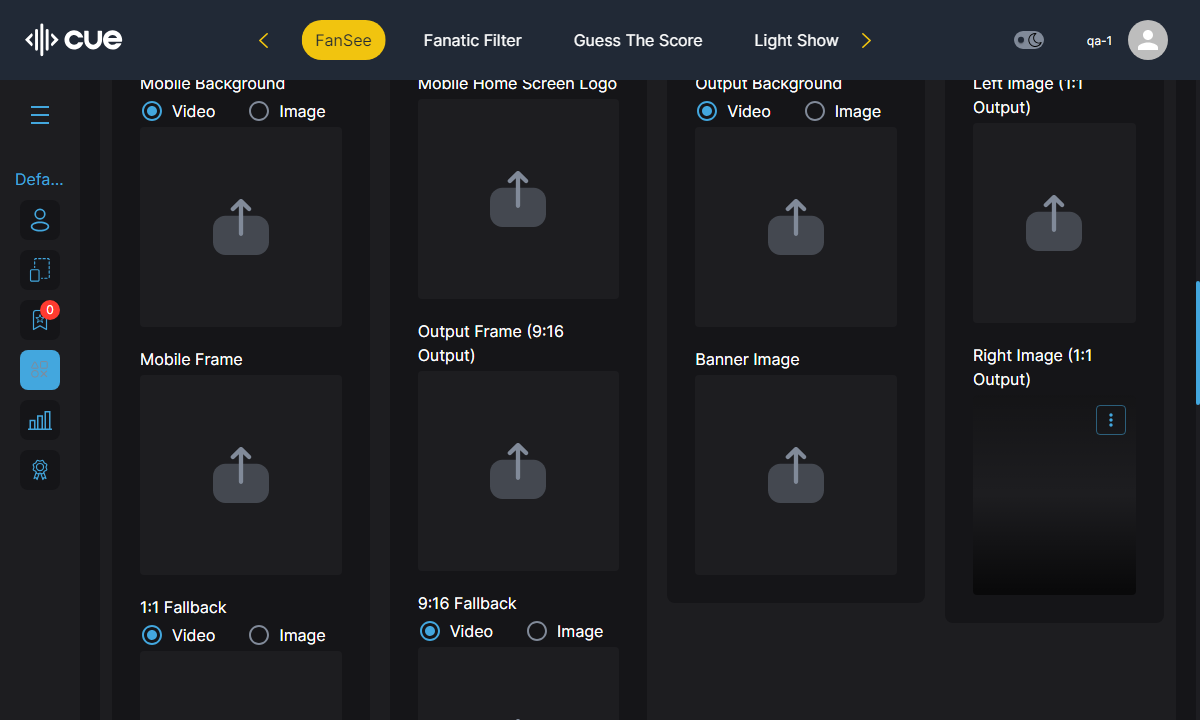 cue
FanSee
Fanatic Filter
Guess The Score
Light Show
qa-1
Defa...
0
Mobile Background
Video
Image
Mobile Frame
1:1 Fallback
Video
Image
Mobile Home Screen Logo
Output Frame (9:16
Output)
9:16 Fallback
Video
Image
Output Background
Video
Image
Banner Image
Left Image (1:1
Output)
Right Image (1:1
Output)